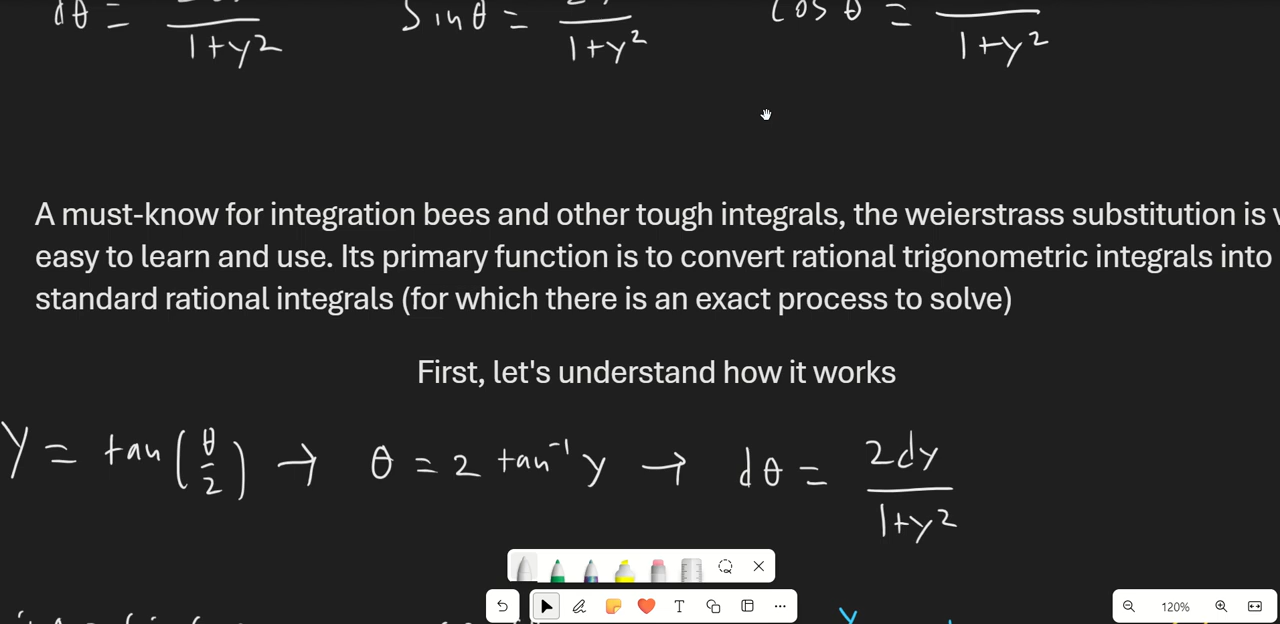 dθ = 1+y² sinθ = 1+y² cosθ = 1+y²
A must-know for integration bees and other tough integrals, the weierstrass substitution is
easy to learn and use. Its primary function is to convert rational trigonometric integrals into
standard rational integrals (for which there is an exact process to solve)
First, let's understand how it works
y = tan(θ/2) → θ = 2 tan⁻¹ y → dθ = 2dy/1+y²
T
120%